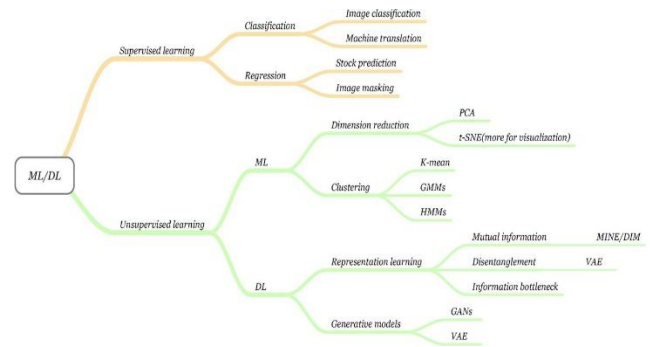 Image classification
Classification
Machine translation
Supervised learning
Stock prediction
Regression
Image masking
PCA
Dimension reduction
t-SNE(more for visualization)
ML
K-mean
ML/DL
Clustering
GMMs
HMMs
Unsupervised learning
Mutual information
MINE/DIM
Representation learning
Disentanglement
VAE
DL
Information bottleneck
GANs
Generative models
VAE